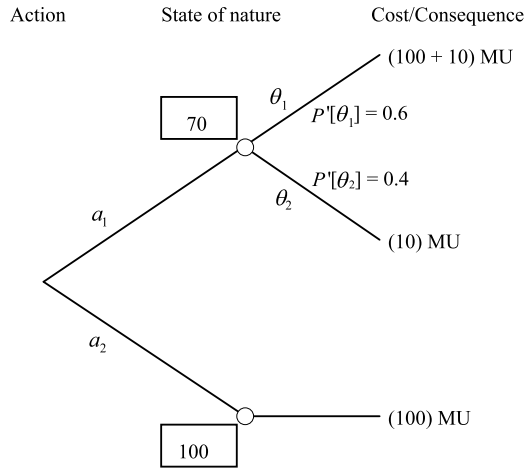 Action State of nature Cost/Consequence
(100 + 10) MU
θ₁
P'[θ₁] = 0.6
70
P'[θ₂] = 0.4
θ₂
a₁
(10) MU
a₂
(100) MU
100